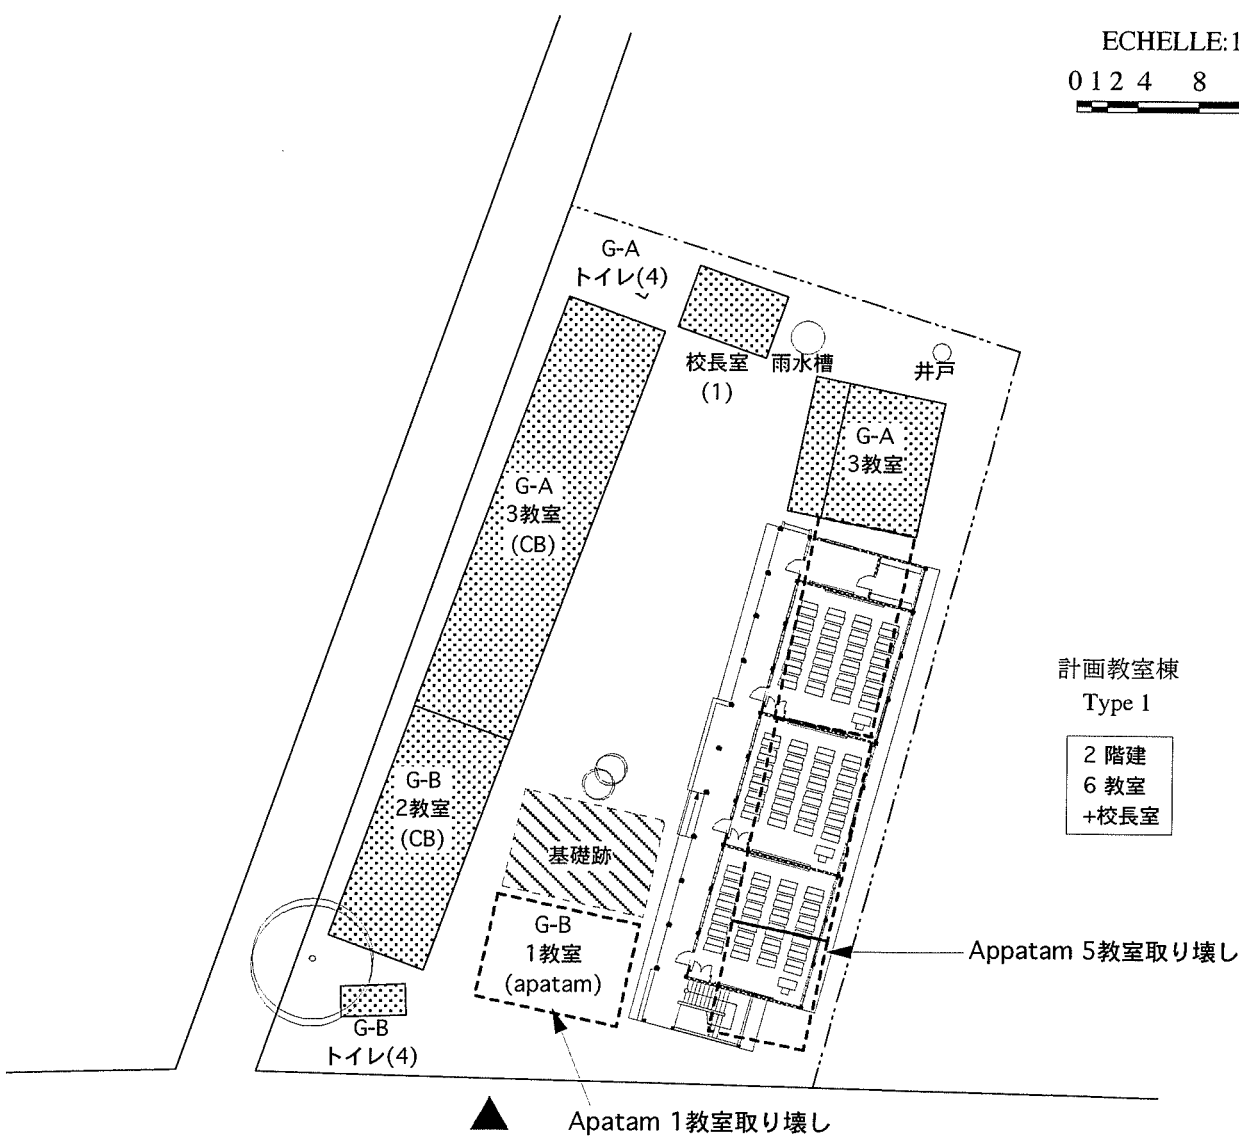 ECHELLE:1
0 1 2 4 8
G-A
トイレ(4)
校長室
(1)
雨水槽
井戸
G-A
3教室
G-A
3教室
(CB)
計画教室棟
Type 1
2 階建
6 教室
+校長室
G-B
2教室
(CB)
基礎跡
G-B
1教室
(apatam)
Appatam 5教室取り壊し
G-B
トイレ(4)
Apatam 1教室取り壊し